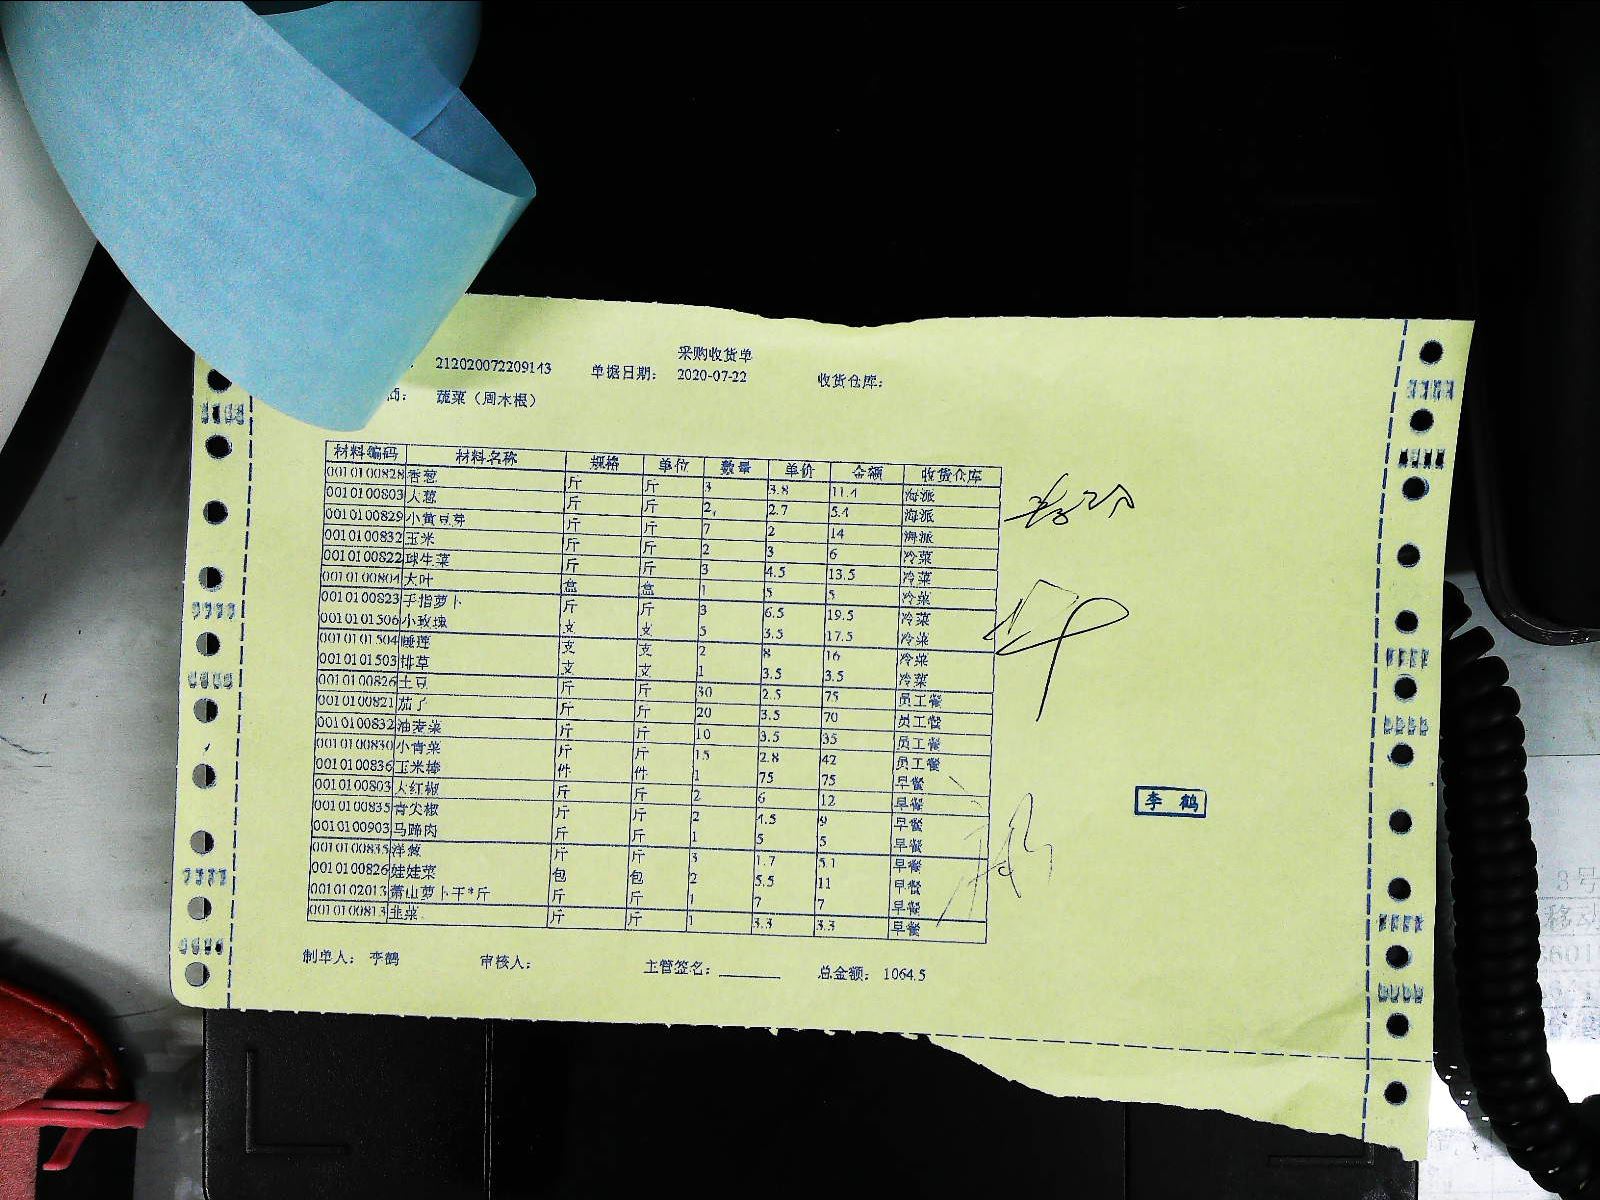 采购收货单
212020072209143 单据日期： 2020-07-22 收货仓库：
商： 蔬菜（周木根）
材料编码 材料名称 规格 单位 数量 单价 金额 收货仓库
0010100828 香葱 斤 斤 3 3.8 11.4 海派
0010100803 大葱 斤 斤 2 2.7 5.4 海派
0010100829 小黄豆芽 斤 斤 7 2 14 海派
0010100832 玉米 斤 斤 2 3 6 冷菜
0010100822 球生菜 斤 斤 3 4.5 13.5 冷菜
0010100804 大叶 盒 盒 1 5 5 冷菜
0010100823 手指萝卜 斤 斤 3 6.5 19.5 冷菜
0010101506 小玫瑰 支 支 5 3.5 17.5 冷菜
0010101504 睡莲 支 支 2 8 16 冷菜
0010101503 排草 支 支 1 3.5 3.5 冷菜
0010100826 土豆 斤 斤 30 2.5 75 员工餐
0010100821 茄子 斤 斤 20 3.5 70 员工餐
0010100832 油麦菜 斤 斤 10 3.5 35 员工餐
0010100830 小青菜 斤 斤 15 2.8 42 员工餐
0010100836 玉米棒 件 件 1 75 75 早餐
0010100803 大红椒 斤 斤 2 6 12 早餐
0010100835 青尖椒 斤 斤 2 4.5 9 早餐
0010100903 马蹄肉 斤 斤 1 5 5 早餐
0010100835 洋葱 斤 斤 3 1.7 5.1 早餐
0010100826 娃娃菜 包 包 2 5.5 11 早餐
0010102013 萧山萝卜干*斤 斤 斤 1 7 7 早餐
0010100813 韭菜 斤 斤 1 3.3 3.3 早餐
李 鹤
制单人： 李鹤 审核人： 主管签名： 总金额： 1064.5
3号
移动